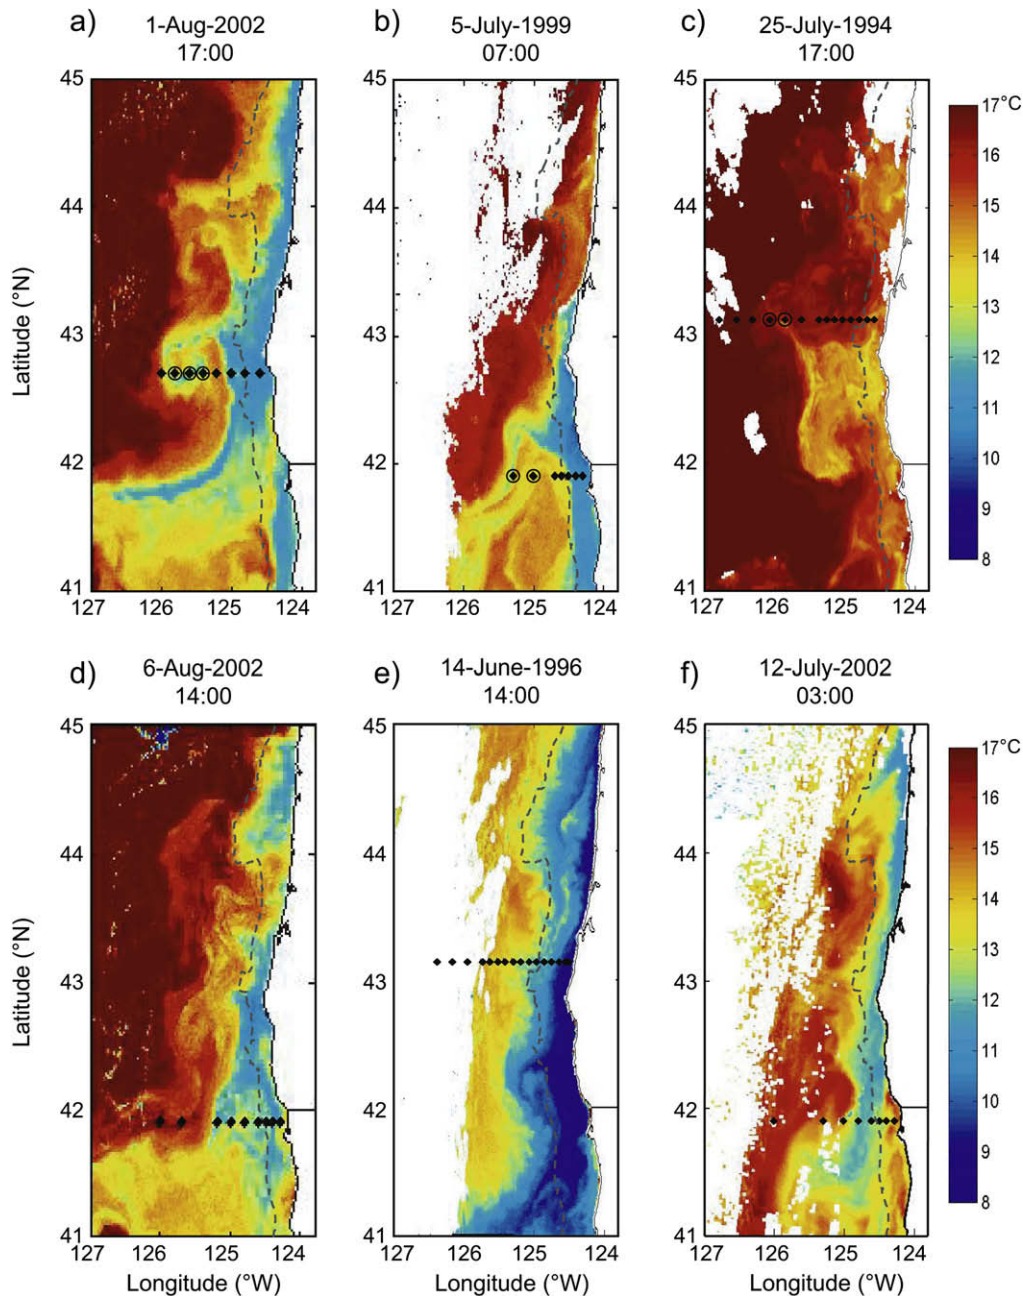 a) 1-Aug-2002
17:00
b) 5-July-1999
07:00
c) 25-July-1994
17:00
45
44
43
42
41
Latitude (°N)
127 126 125 124
45
44
43
42
41
127 126 125 124
45
44
43
42
41
127 126 125 124
17°C
16
15
14
13
12
11
10
9
8
d) 6-Aug-2002
14:00
e) 14-June-1996
14:00
f) 12-July-2002
03:00
45
44
43
42
41
Latitude (°N)
127 126 125 124
Longitude (°W)
45
44
43
42
41
127 126 125 124
Longitude (°W)
45
44
43
42
41
127 126 125 124
Longitude (°W)
17°C
16
15
14
13
12
11
10
9
8